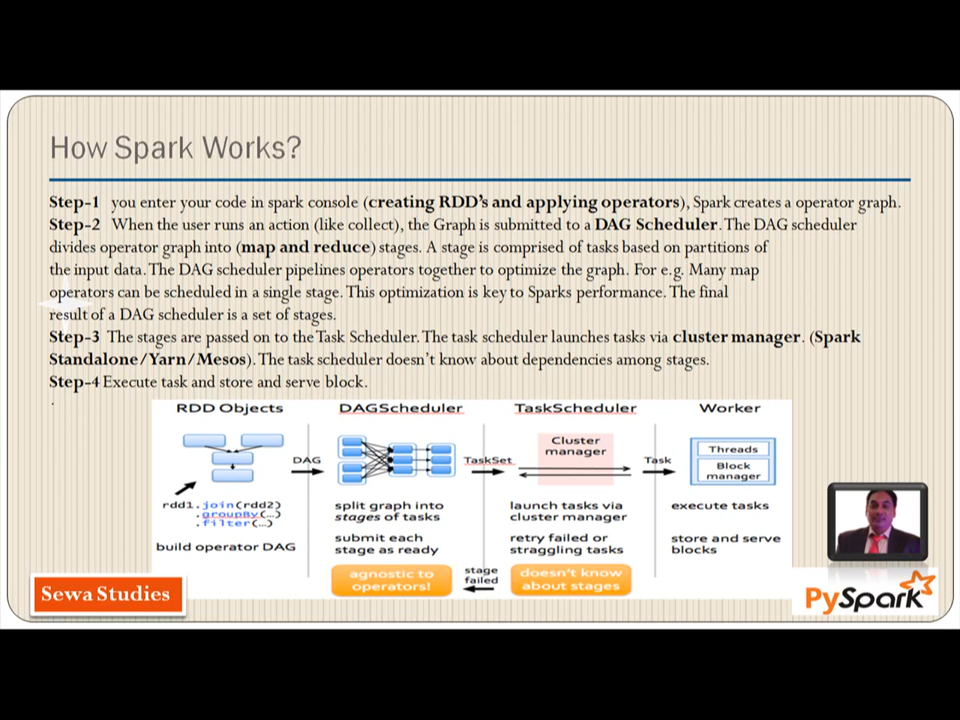 How Spark Works?
Step-1 you enter your code in spark console (creating RDD's and applying operators), Spark creates a operator graph.
Step-2 When the user runs an action (like collect), the Graph is submitted to a DAG Scheduler. The DAG scheduler
divides operator graph into (map and reduce) stages. A stage is comprised of tasks based on partitions of
the input data. The DAG scheduler pipelines operators together to optimize the graph. For e.g. Many map
operators can be scheduled in a single stage. This optimization is key to Sparks performance. The final
result of a DAG scheduler is a set of stages.
Step-3 The stages are passed on to the Task Scheduler. The task scheduler launches tasks via cluster manager. (Spark
Standalone/Yarn/Mesos). The task scheduler doesn't know about dependencies among stages.
Step-4 Execute task and store and serve block.
.
RDD Objects
DAGScheduler
TaskScheduler
Worker
DAG
TaskSet
Cluster
manager
Task
Threads
Block
manager
rdd1.join(rdd2)
.groupBy(…)
.filter(…)
build operator DAG
split graph into
stages of tasks
submit each
stage as ready
launch tasks via
cluster manager
retry failed or
straggling tasks
execute tasks
store and serve
blocks
agnostic to
operators!
stage
failed
doesn't know
about stages
Sewa Studies
PySpark